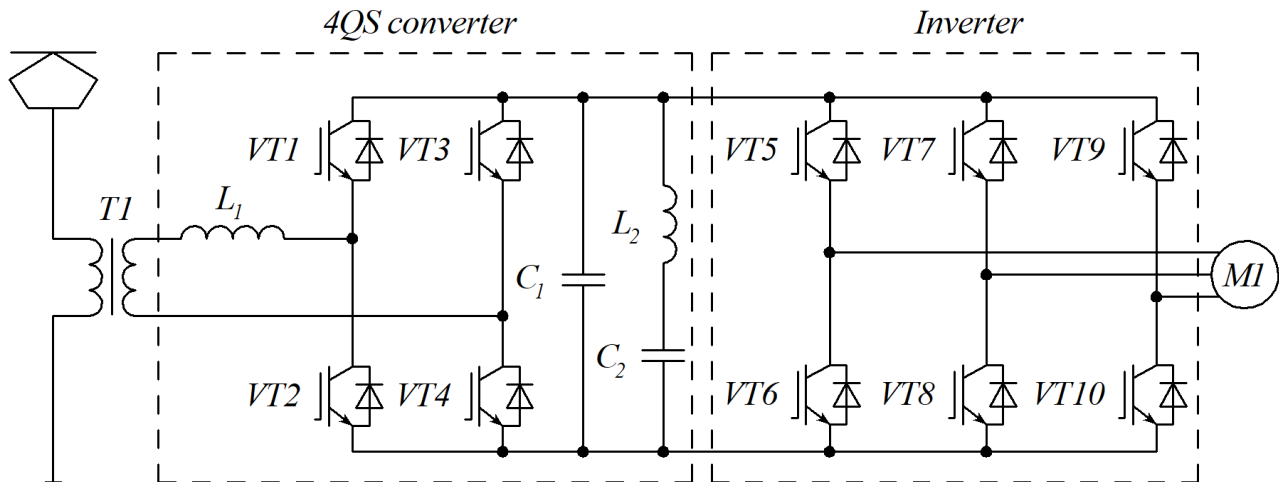 4QS converter
Inverter
VT1
VT3
VT5
VT7
VT9
T1
L₁
L₂
C₁
M1
C₂
VT2
VT4
VT6
VT8
VT10